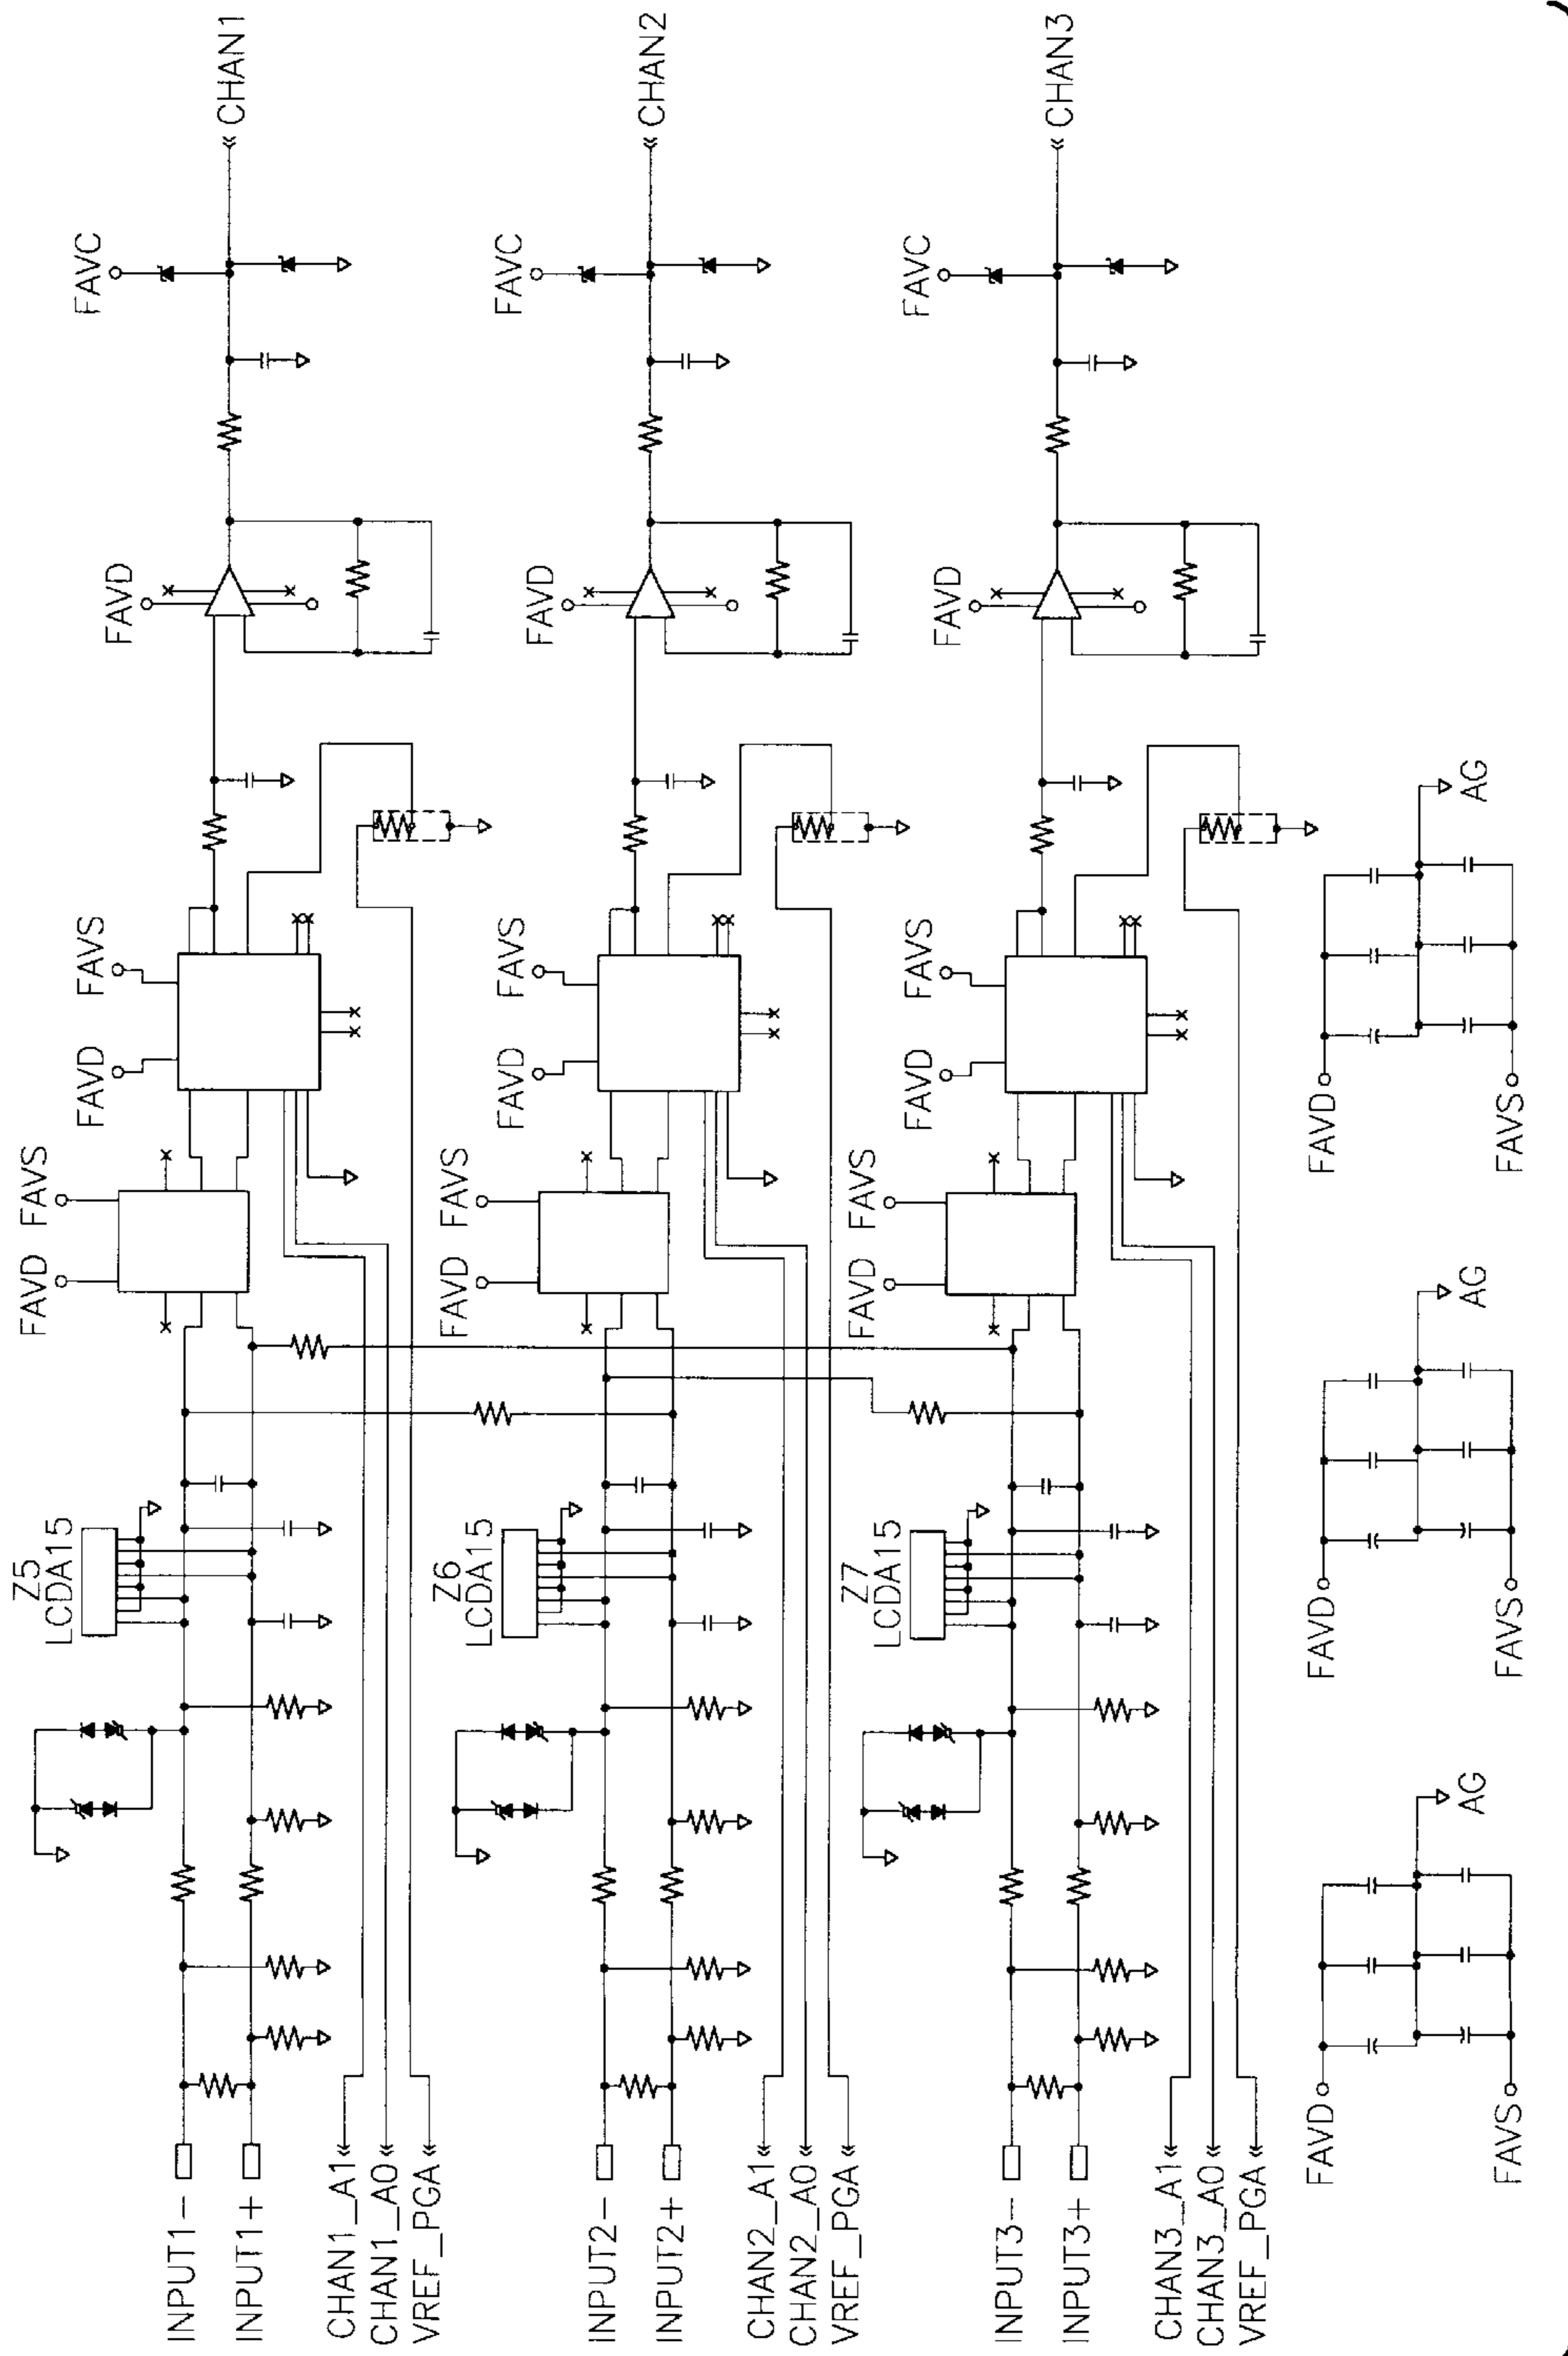 FAVC
CHAN1
FAVD
FAVS
FAVD
FAVS
FAVD
Z5
LCDA15
INPUT1-
INPUT1+
CHAN1_A1
CHAN1_A0
VREF_PGA
FAVC
CHAN2
FAVD
FAVS
FAVD
FAVS
FAVD
Z6
LCDA15
INPUT2-
INPUT2+
CHAN2_A1
CHAN2_A0
VREF_PGA
FAVC
CHAN3
FAVD
FAVS
FAVD
FAVS
FAVD
Z7
LCDA15
INPUT3-
INPUT3+
CHAN3_A1
CHAN3_A0
VREF_PGA
FAVD
AG
FAVS
FAVD
AG
FAVS
FAVD
AG
FAVS